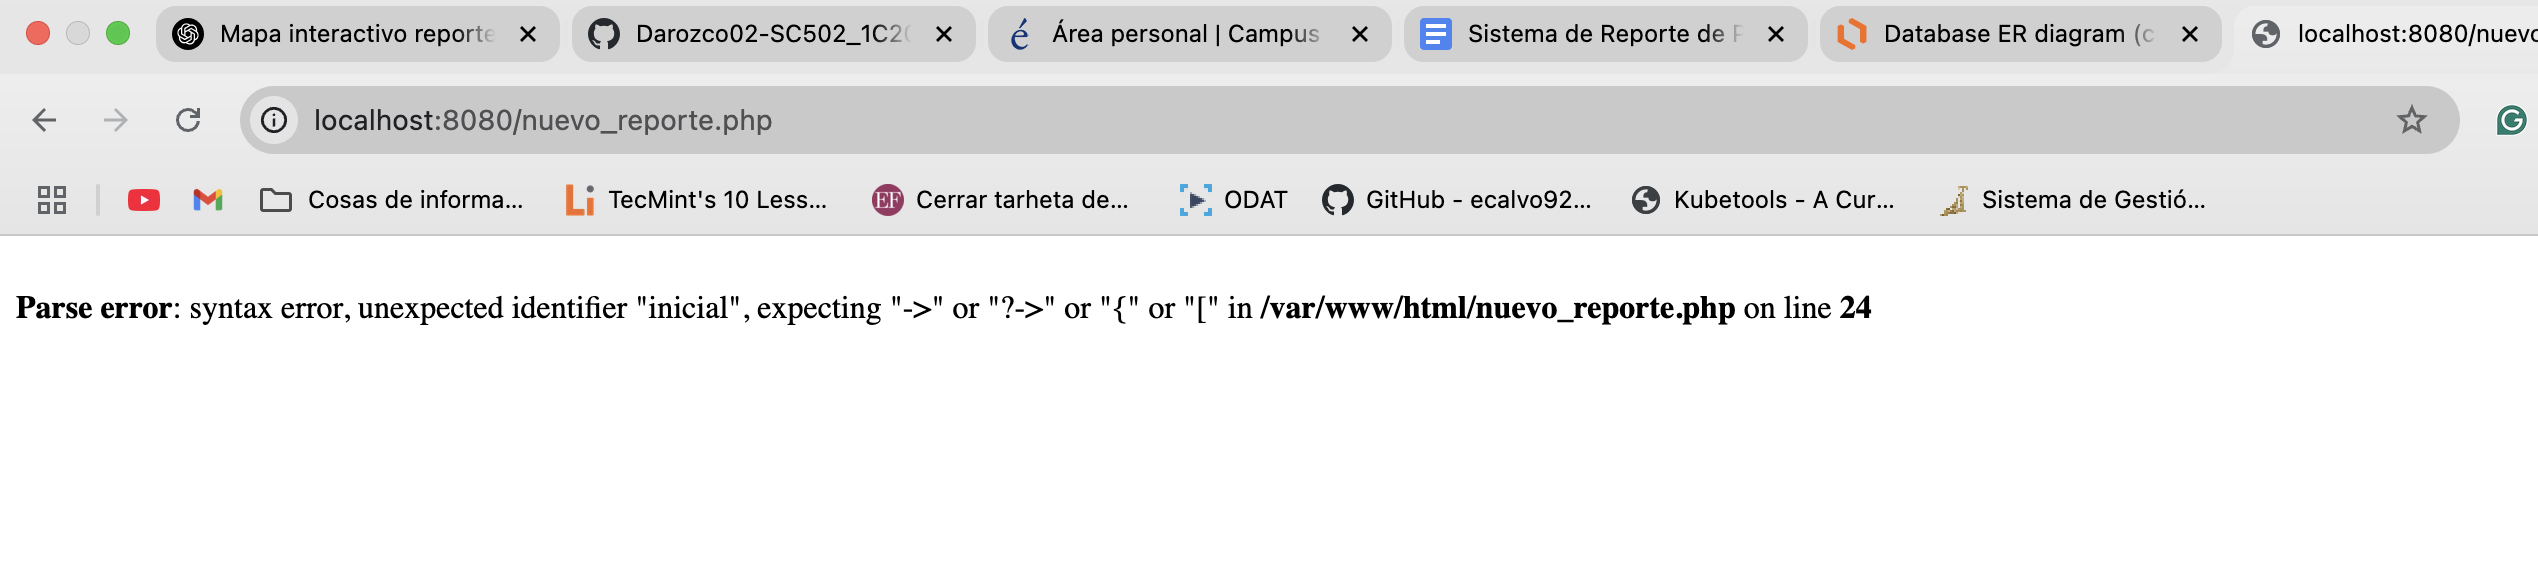 Mapa interactivo reporte
Darozco02-SC502_1C20
Área personal | Campus
Sistema de Reporte de P
Database ER diagram (c
localhost:8080/nuevo
localhost:8080/nuevo_reporte.php
Cosas de informa...
Li TecMint's 10 Less...
EF Cerrar tarheta de...
ODAT
GitHub - ecalvo92...
Kubetools - A Cur...
Sistema de Gestió...
Parse error: syntax error, unexpected identifier "inicial", expecting "->" or "?->" or "{" or "[" in /var/www/html/nuevo_reporte.php on line 24